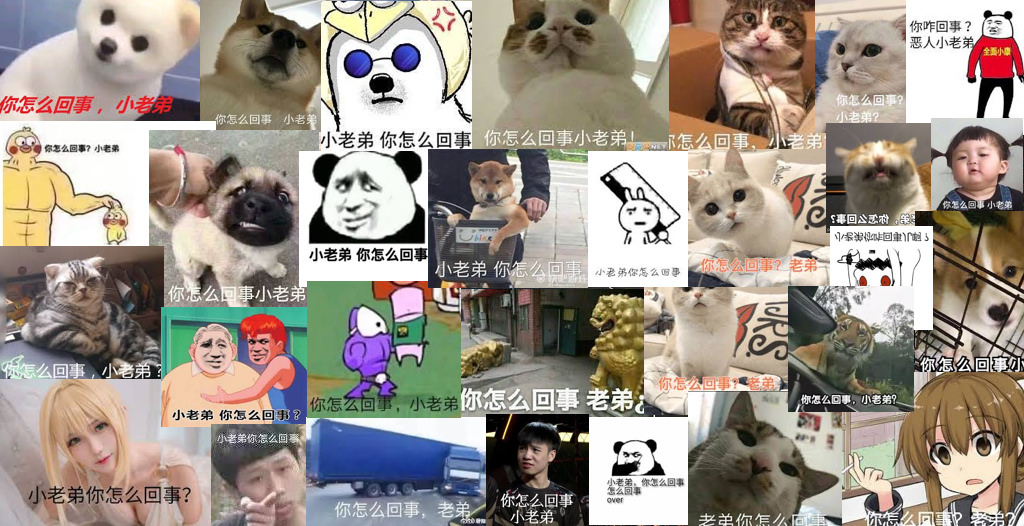 你怎么回事，小老弟
你怎么回事 小老弟
小老弟 你怎么回事
你怎么回事小老弟！
你怎么回事，小老弟
你怎么回事？
小老弟？
你咋回事？
恶人小老弟
全面小康
你怎么回事？小老弟
你怎么回事小老弟
小老弟 你怎么回事
小老弟 你怎么回事
小老弟你怎么回事
你怎么回事？老弟
你怎么回事，小老弟
你怎么回事 小老弟
你怎么回事，小老弟？
小老弟 你怎么回事？
你怎么回事，小老弟
你怎么回事 老弟
你怎么回事？老弟
你怎么回事，小老弟？
你怎么回事小
小老弟你怎么回事？
小老弟你怎么回事
你怎么回事，老弟
你怎么回事
小老弟
小老弟，你怎么回事
怎么回事
over
老弟你怎么回事
你怎么回事？老弟？